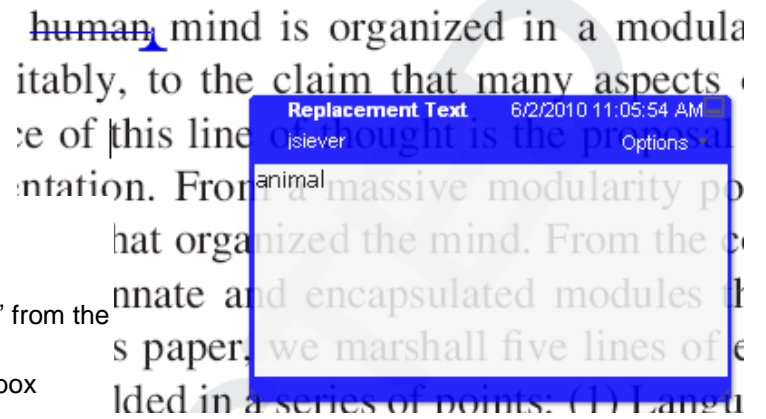 human mind is organized in a modula
itably, to the claim that many aspects
ce of this line of thought is the proposal
entation. From a massive modularity po
hat organized the mind. From the c
nnate and encapsulated modules th
s paper, we marshall five lines of e
lded in a series of points: (1) Langu
Replacement Text 6/2/2010 11:05:54 AM
jsiever Options
animal
” from the
box